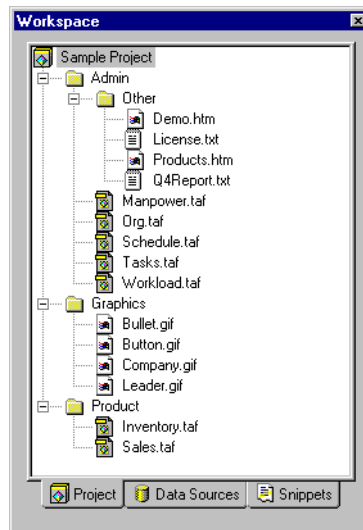 Workspace
Sample Project
Admin
Other
Demo.htm
License.txt
Products.htm
Q4Report.txt
Manpower.taf
Org.taf
Schedule.taf
Tasks.taf
Workload.taf
Graphics
Bullet.gif
Button.gif
Company.gif
Leader.gif
Product
Inventory.taf
Sales.taf
Project Data Sources Snippets